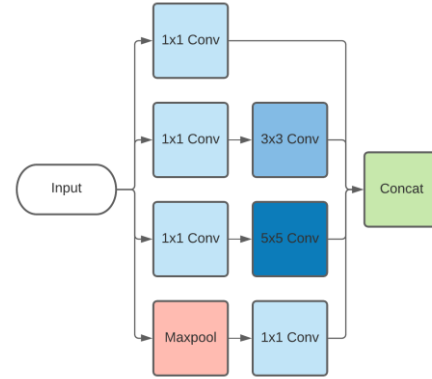 1x1 Conv
1x1 Conv
3x3 Conv
Input
Concat
1x1 Conv
5x5 Conv
Maxpool
1x1 Conv